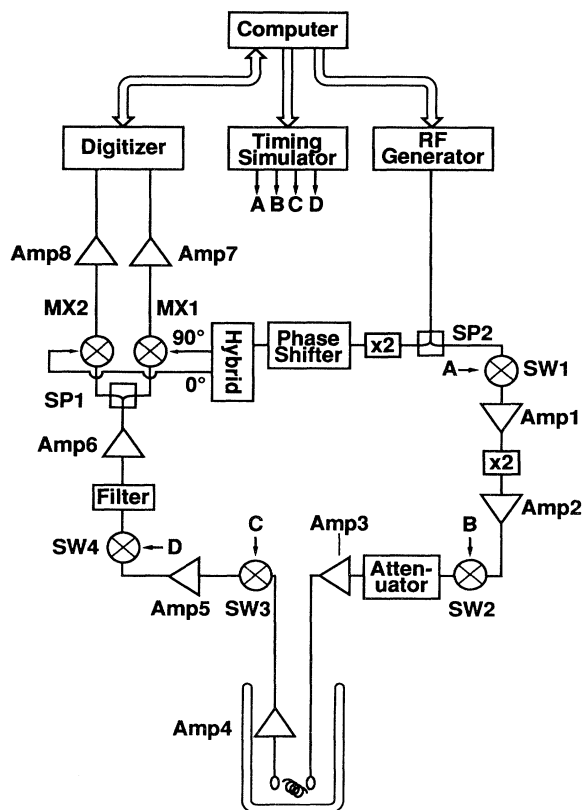 Computer
Digitizer
Timing
Simulator
RF
Generator
A B C D
Amp8
Amp7
MX2
MX1
90°
0°
Hybrid
Phase
Shifter
x2
SP2
A
SW1
SP1
Amp1
Amp6
x2
Filter
Amp2
SW4
D
C
Amp3
B
Amp5
SW3
Atten-
uator
SW2
Amp4